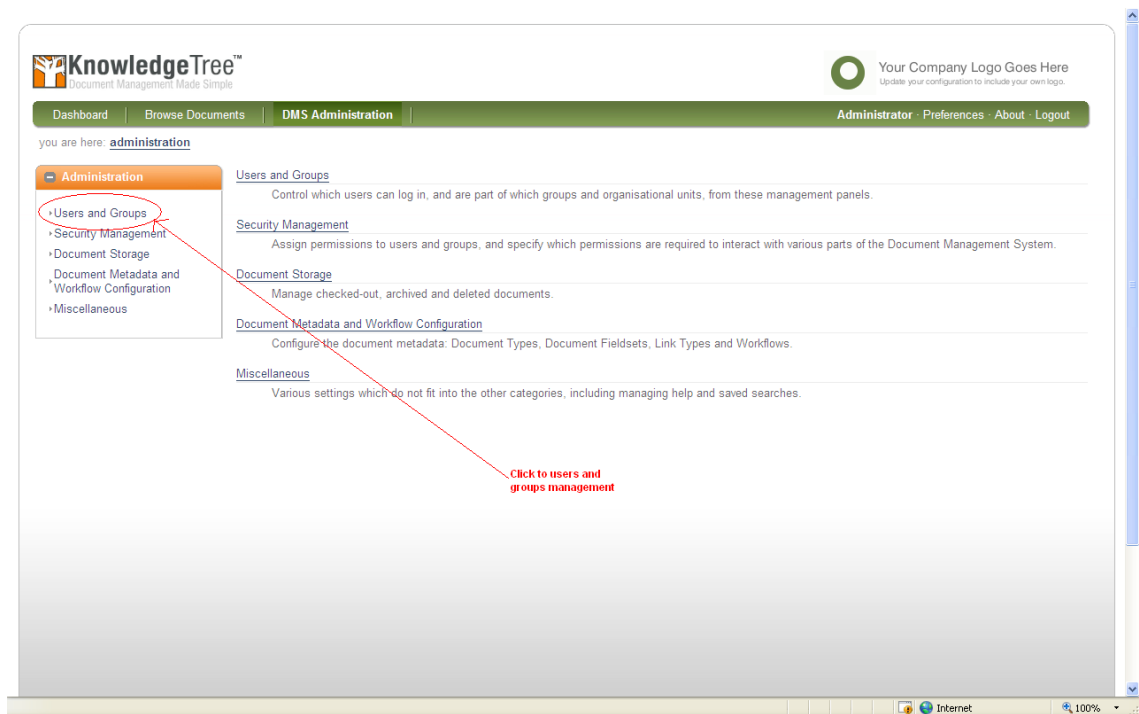 KnowledgeTree™
Document Management Made Simple
Your Company Logo Goes Here
Update your configuration to include your own logo.
Dashboard Browse Documents DMS Administration Administrator · Preferences · About · Logout
you are here: administration
Administration
Users and Groups
Security Management
Document Storage
Document Metadata and
Workflow Configuration
Miscellaneous
Users and Groups
Control which users can log in, and are part of which groups and organisational units, from these management panels.
Security Management
Assign permissions to users and groups, and specify which permissions are required to interact with various parts of the Document Management System.
Document Storage
Manage checked-out, archived and deleted documents.
Document Metadata and Workflow Configuration
Configure the document metadata: Document Types, Document Fieldsets, Link Types and Workflows.
Miscellaneous
Various settings which do not fit into the other categories, including managing help and saved searches.
Click to users and
groups management
Internet 100%